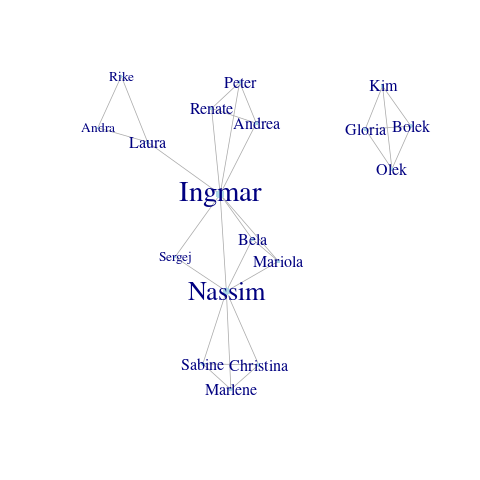 Rike
Peter
Kim
Renate
Andrea
Andra
Gloria
Bolek
Laura
Olek
Ingmar
Bela
Sergej
Mariola
Nassim
Sabine
Christina
Marlene